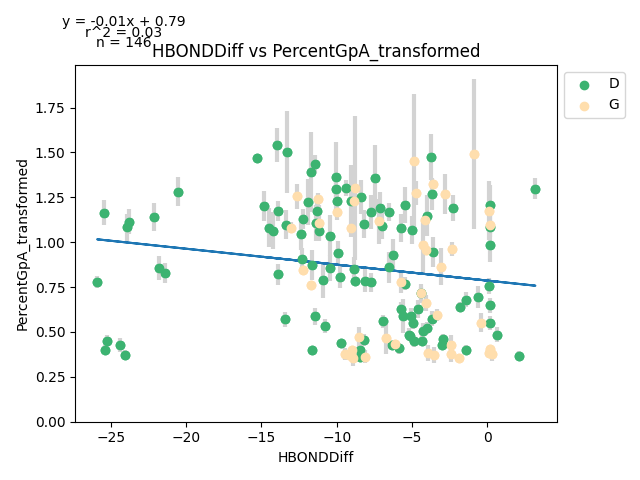 y = -0.01x + 0.79
r^2 = 0.03
n = 146
HBONDDiff vs PercentGpA_transformed
D
G
PercentGpA_transformed
1.75
1.50
1.25
1.00
0.75
0.50
0.25
0.00
−25
−20
−15
−10
−5
0
HBONDDiff